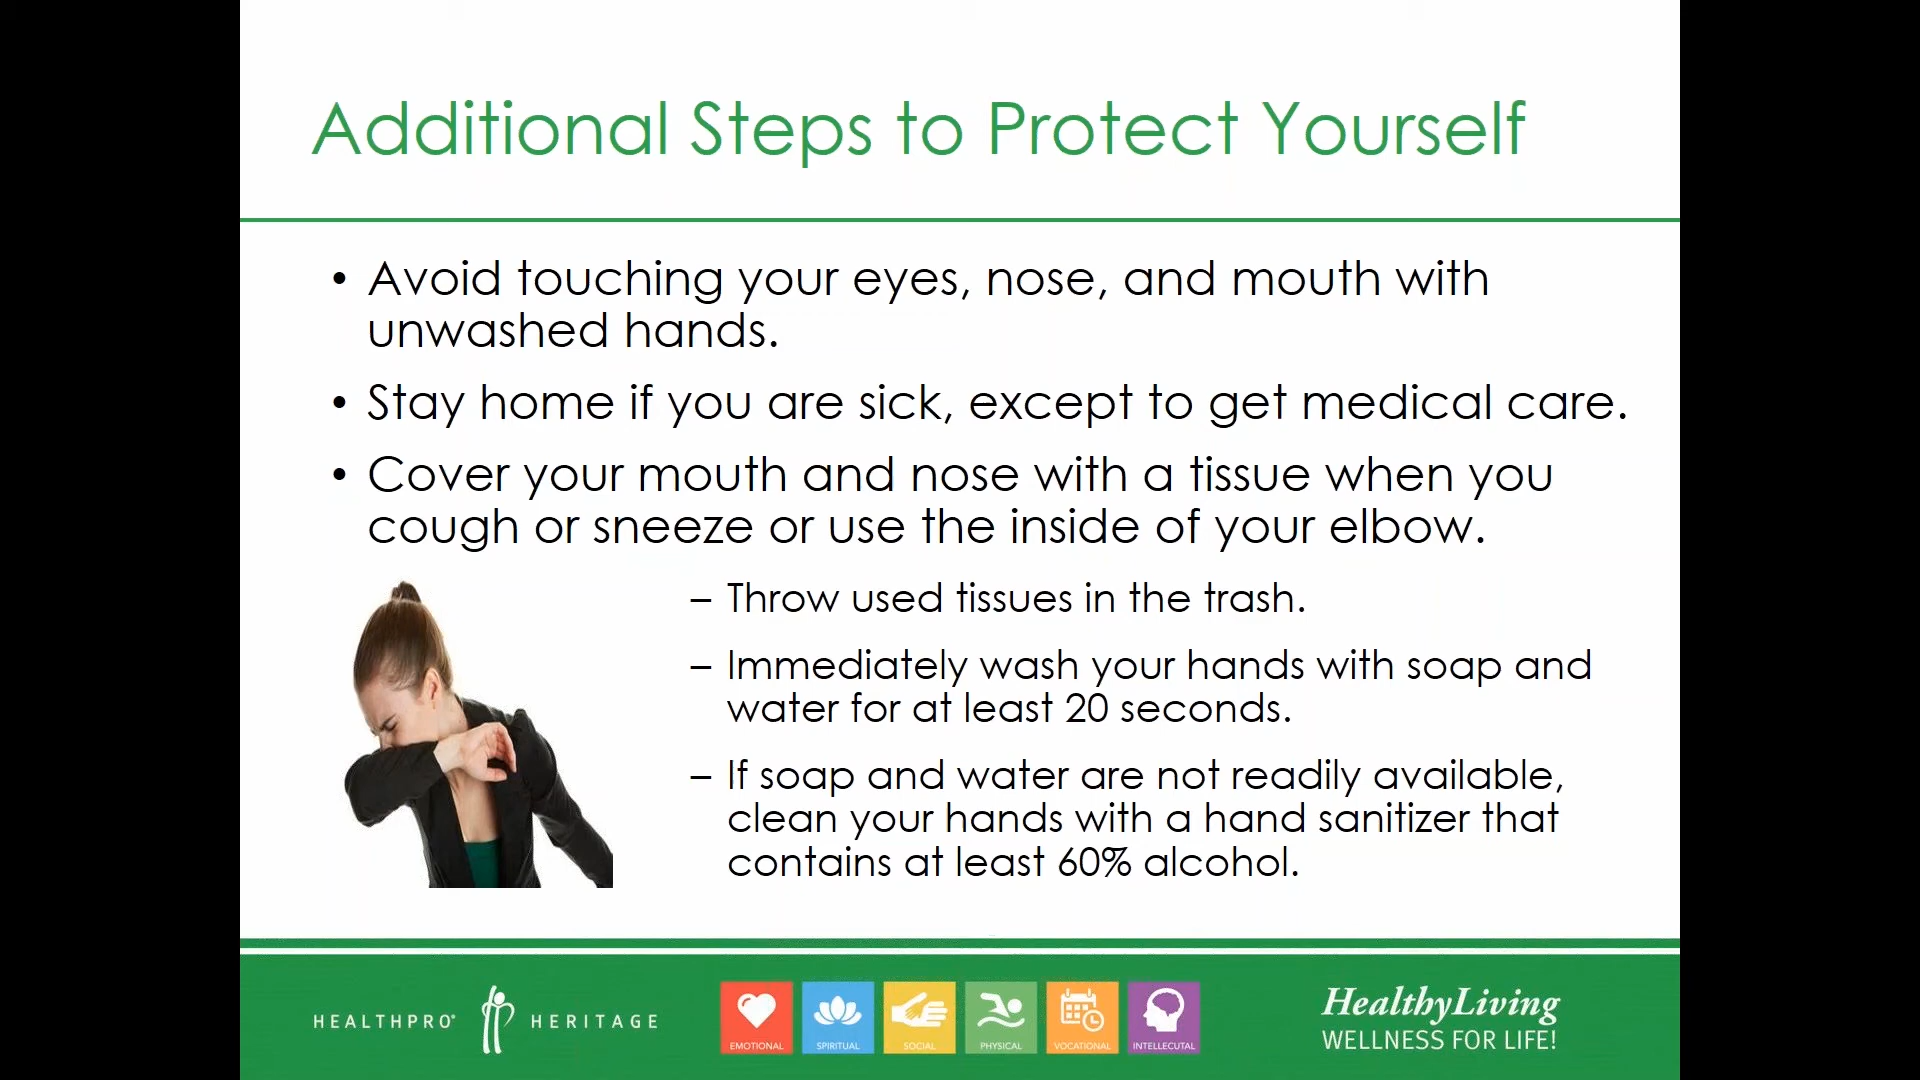 Additional Steps to Protect Yourself
• Avoid touching your eyes, nose, and mouth with
unwashed hands.
• Stay home if you are sick, except to get medical care.
• Cover your mouth and nose with a tissue when you
cough or sneeze or use the inside of your elbow.
– Throw used tissues in the trash.
– Immediately wash your hands with soap and
water for at least 20 seconds.
– If soap and water are not readily available,
clean your hands with a hand sanitizer that
contains at least 60% alcohol.
HEALTHPRO® HERITAGE
EMOTIONAL
SPIRITUAL
SOCIAL
PHYSICAL
VOCATIONAL
INTELLECUTAL
HealthyLiving
WELLNESS FOR LIFE!